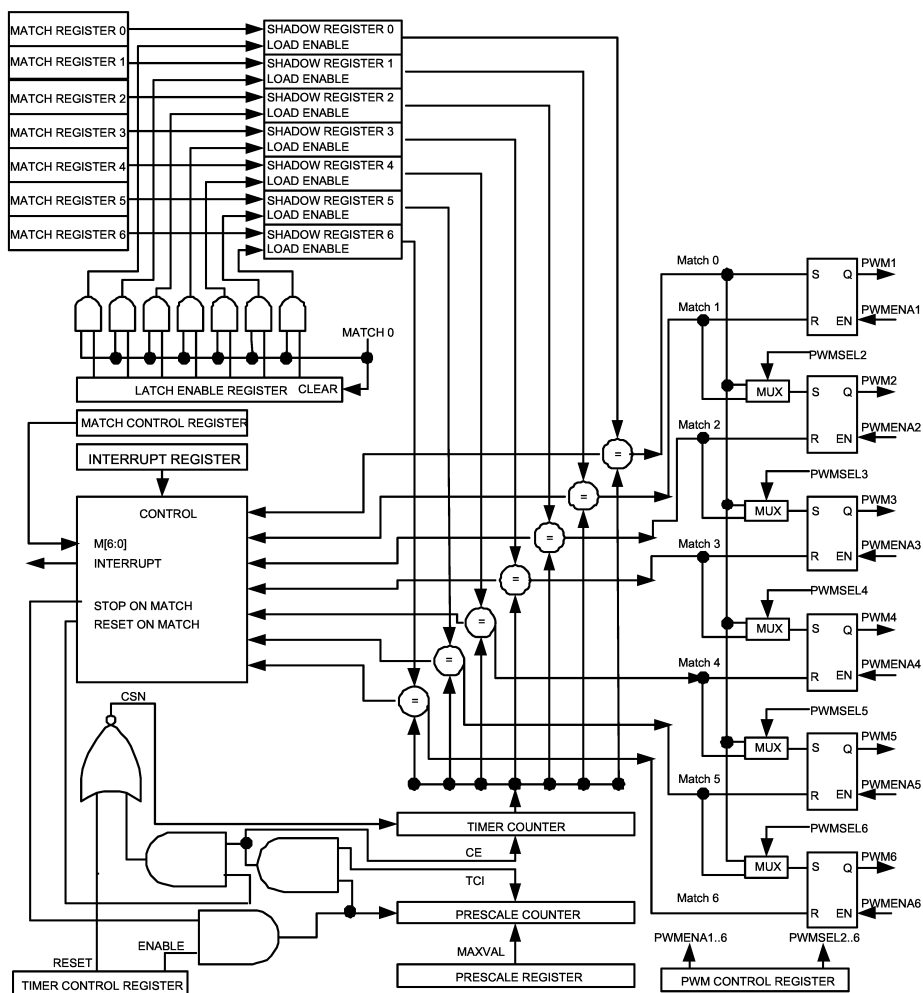 MATCH REGISTER 0
MATCH REGISTER 1
MATCH REGISTER 2
MATCH REGISTER 3
MATCH REGISTER 4
MATCH REGISTER 5
MATCH REGISTER 6
SHADOW REGISTER 0
LOAD ENABLE
SHADOW REGISTER 1
LOAD ENABLE
SHADOW REGISTER 2
LOAD ENABLE
SHADOW REGISTER 3
LOAD ENABLE
SHADOW REGISTER 4
LOAD ENABLE
SHADOW REGISTER 5
LOAD ENABLE
SHADOW REGISTER 6
LOAD ENABLE
MATCH 0
LATCH ENABLE REGISTER CLEAR
MATCH CONTROL REGISTER
INTERRUPT REGISTER
CONTROL
M[6:0]
INTERRUPT
STOP ON MATCH
RESET ON MATCH
=
=
=
=
=
=
=
CSN
TIMER COUNTER
CE
TCI
PRESCALE COUNTER
MAXVAL
PRESCALE REGISTER
RESET
ENABLE
TIMER CONTROL REGISTER
Match 0
S Q PWM1
Match 1
R EN PWMENA1
PWMSEL2
MUX
S Q PWM2
Match 2
R EN PWMENA2
PWMSEL3
MUX
S Q PWM3
Match 3
R EN PWMENA3
PWMSEL4
MUX
S Q PWM4
Match 4
R EN PWMENA4
PWMSEL5
MUX
S Q PWM5
Match 5
R EN PWMENA5
PWMSEL6
MUX
S Q PWM6
Match 6
R EN PWMENA6
PWMENA1..6 PWMSEL2..6
PWM CONTROL REGISTER